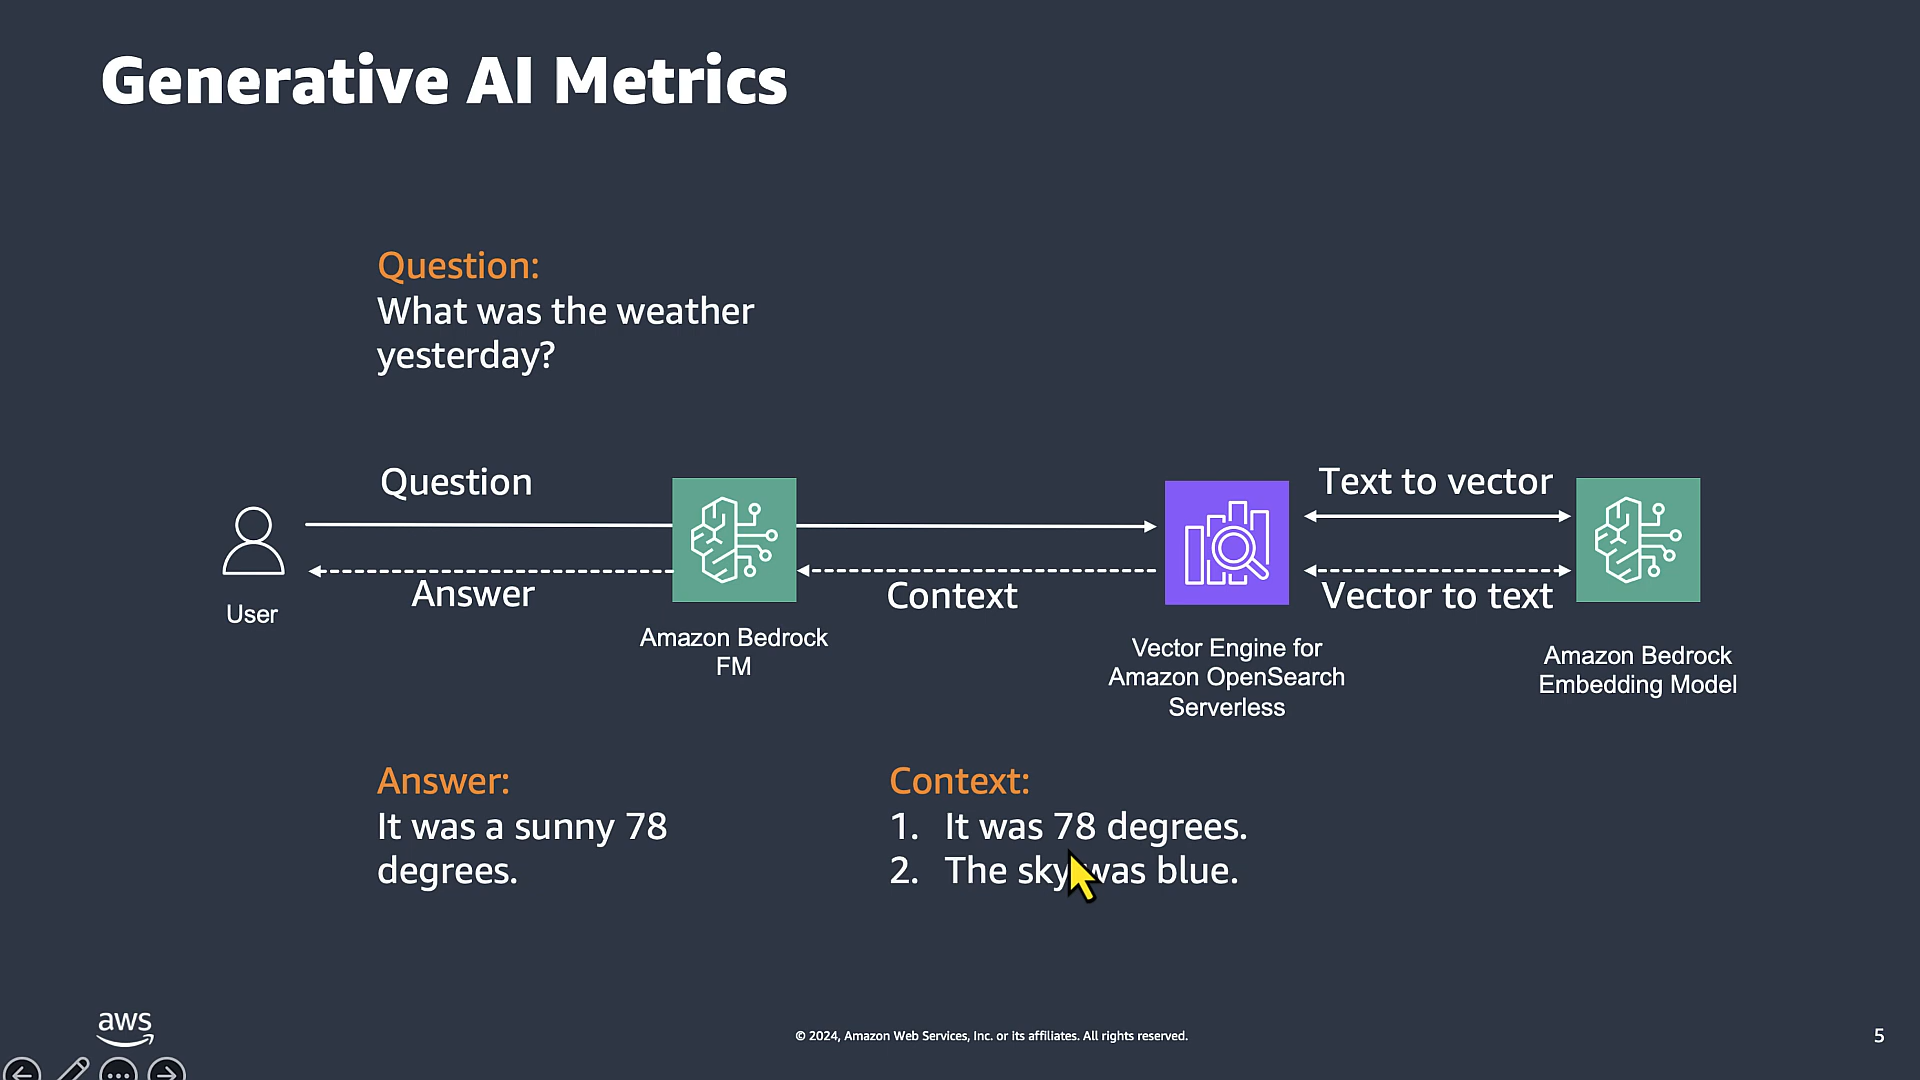 Generative AI Metrics
Question:
What was the weather
yesterday?
Question
Text to vector
Answer
Context
Vector to text
User
Amazon Bedrock
FM
Vector Engine for
Amazon OpenSearch
Serverless
Amazon Bedrock
Embedding Model
Answer:
It was a sunny 78
degrees.
Context:
1. It was 78 degrees.
2. The sky was blue.
aws
© 2024, Amazon Web Services, Inc. or its affiliates. All rights reserved.
5